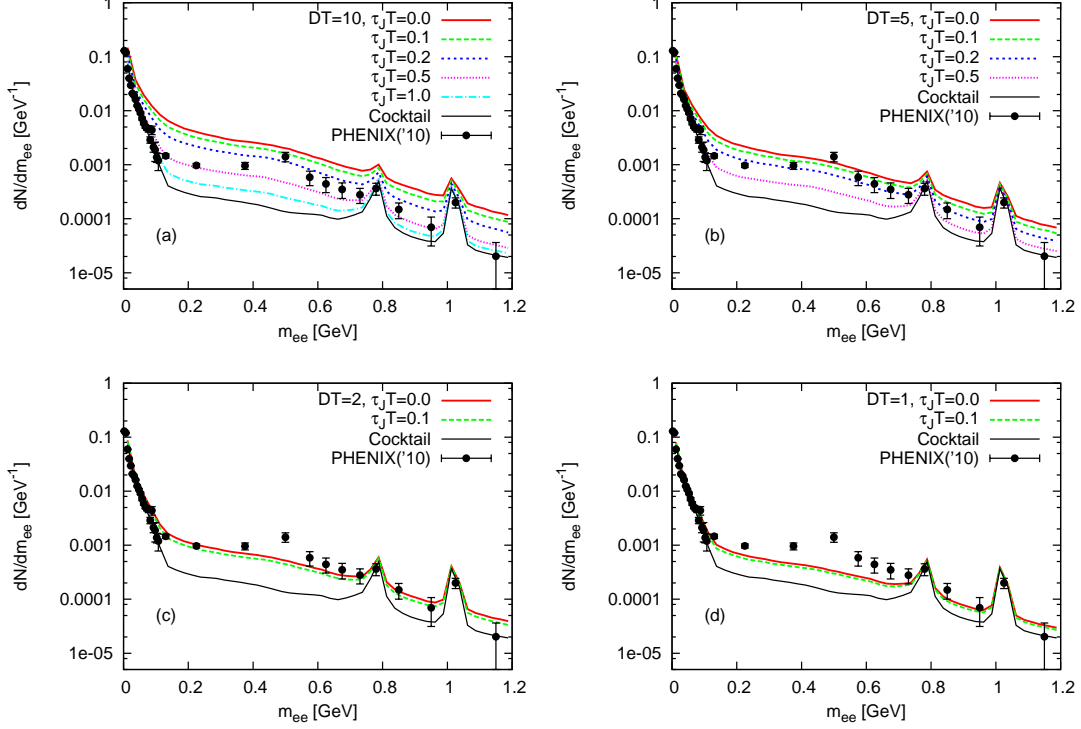 DT=10, τ_JT=0.0
τ_JT=0.1
τ_JT=0.2
τ_JT=0.5
τ_JT=1.0
Cocktail
PHENIX('10)
1
0.1
0.01
0.001
0.0001
1e-05
dN/dm_ee [GeV⁻¹]
(a)
0 0.2 0.4 0.6 0.8 1 1.2
m_ee [GeV]
DT=5, τ_JT=0.0
τ_JT=0.1
τ_JT=0.2
τ_JT=0.5
Cocktail
PHENIX('10)
1
0.1
0.01
0.001
0.0001
1e-05
dN/dm_ee [GeV⁻¹]
(b)
0 0.2 0.4 0.6 0.8 1 1.2
m_ee [GeV]
DT=2, τ_JT=0.0
τ_JT=0.1
Cocktail
PHENIX('10)
1
0.1
0.01
0.001
0.0001
1e-05
dN/dm_ee [GeV⁻¹]
(c)
0 0.2 0.4 0.6 0.8 1 1.2
m_ee [GeV]
DT=1, τ_JT=0.0
τ_JT=0.1
Cocktail
PHENIX('10)
1
0.1
0.01
0.001
0.0001
1e-05
dN/dm_ee [GeV⁻¹]
(d)
0 0.2 0.4 0.6 0.8 1 1.2
m_ee [GeV]